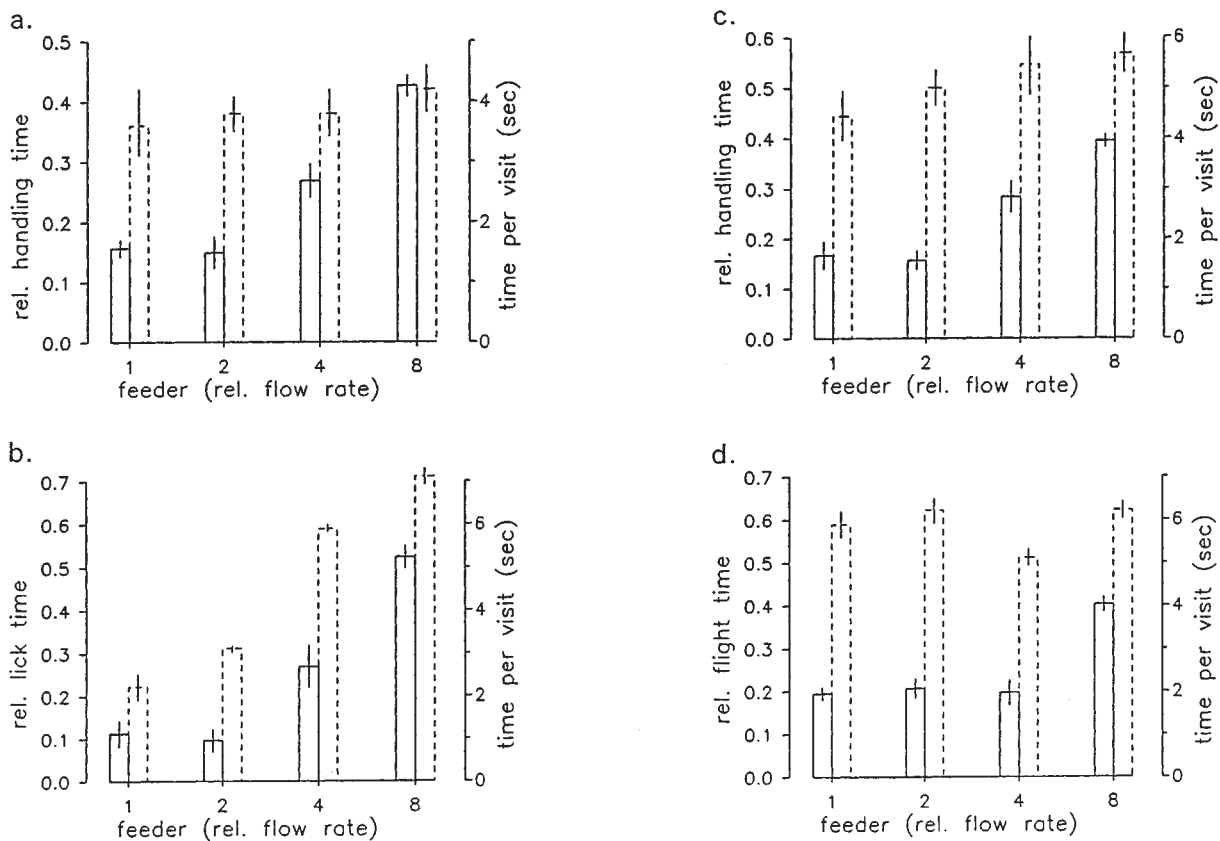 a.
rel. handling time
0.5
0.4
0.3
0.2
0.1
0.0
1 2 4 8
feeder (rel. flow rate)
4
2
0
time per visit (sec)
b.
rel. lick time
0.7
0.6
0.5
0.4
0.3
0.2
0.1
0.0
1 2 4 8
feeder (rel. flow rate)
6
4
2
0
time per visit (sec)
c.
rel. handling time
0.6
0.5
0.4
0.3
0.2
0.1
0.0
1 2 4 8
feeder (rel. flow rate)
6
4
2
0
time per visit (sec)
d.
rel. flight time
0.7
0.6
0.5
0.4
0.3
0.2
0.1
0.0
1 2 4 8
feeder (rel. flow rate)
6
4
2
0
time per visit (sec)